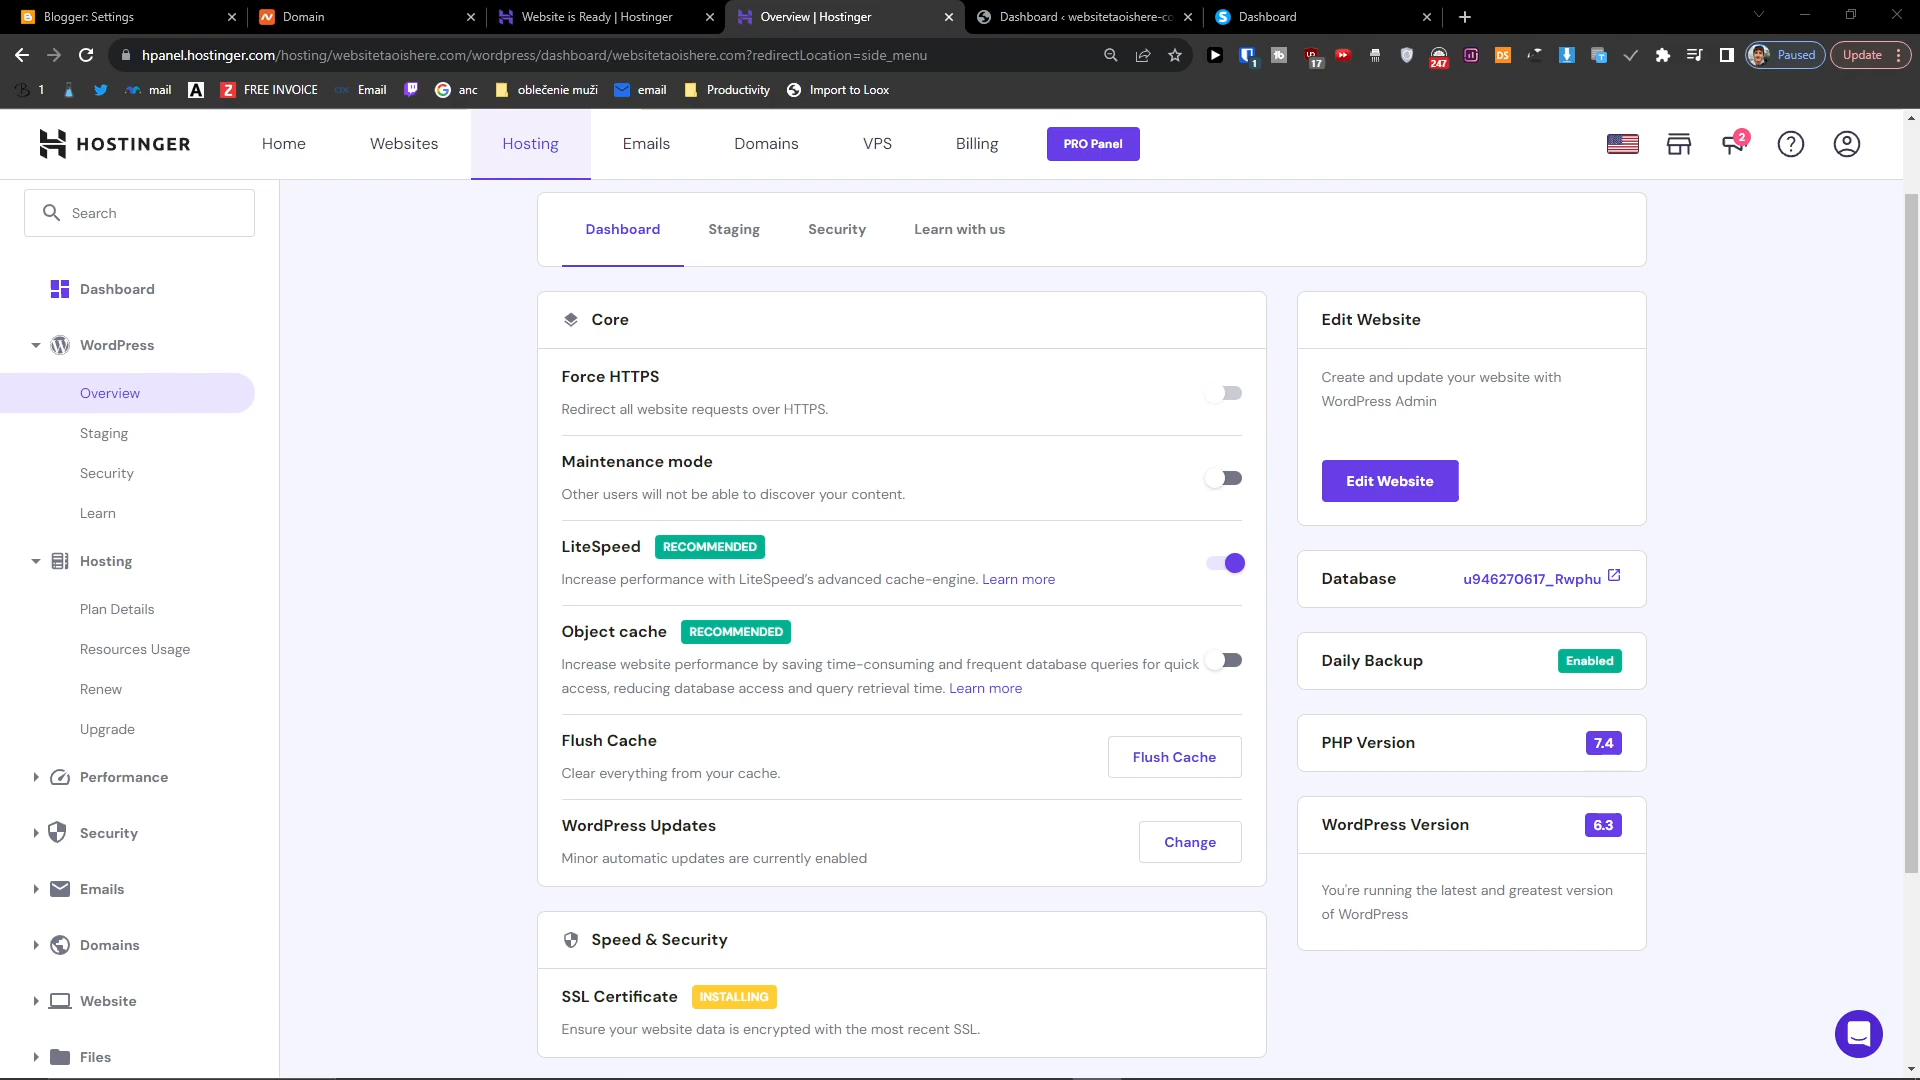 Blogger: Settings
Domain
Website is Ready | Hostinger
Overview | Hostinger
Dashboard ‹ websitetaoishere-co
Dashboard
hpanel.hostinger.com/hosting/websitetaoishere.com/wordpress/dashboard/websitetaoishere.com?redirectLocation=side_menu
1
17
247
DS
Paused
Update
1
mail
FREE INVOICE
Email
anc
oblečenie muži
email
Productivity
Import to Loox
HOSTINGER
Home
Websites
Hosting
Emails
Domains
VPS
Billing
PRO Panel
2
Search
Dashboard
WordPress
Overview
Staging
Security
Learn
Hosting
Plan Details
Resources Usage
Renew
Upgrade
Performance
Security
Emails
Domains
Website
Files
Dashboard
Staging
Security
Learn with us
Core
Force HTTPS
Redirect all website requests over HTTPS.
Maintenance mode
Other users will not be able to discover your content.
LiteSpeed RECOMMENDED
Increase performance with LiteSpeed's advanced cache-engine. Learn more
Object cache RECOMMENDED
Increase website performance by saving time-consuming and frequent database queries for quick
access, reducing database access and query retrieval time. Learn more
Flush Cache
Clear everything from your cache.
Flush Cache
WordPress Updates
Minor automatic updates are currently enabled
Change
Speed & Security
SSL Certificate INSTALLING
Ensure your website data is encrypted with the most recent SSL.
Edit Website
Create and update your website with
WordPress Admin
Edit Website
Database
u946270617_Rwphu
Daily Backup
Enabled
PHP Version
7.4
WordPress Version
6.3
You're running the latest and greatest version
of WordPress